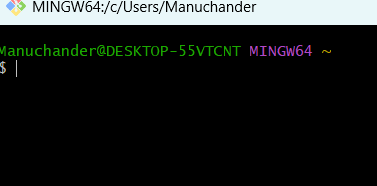 MINGW64:/c/Users/Manuchander
Manuchander@DESKTOP-55VTCNT MINGW64 ~
$